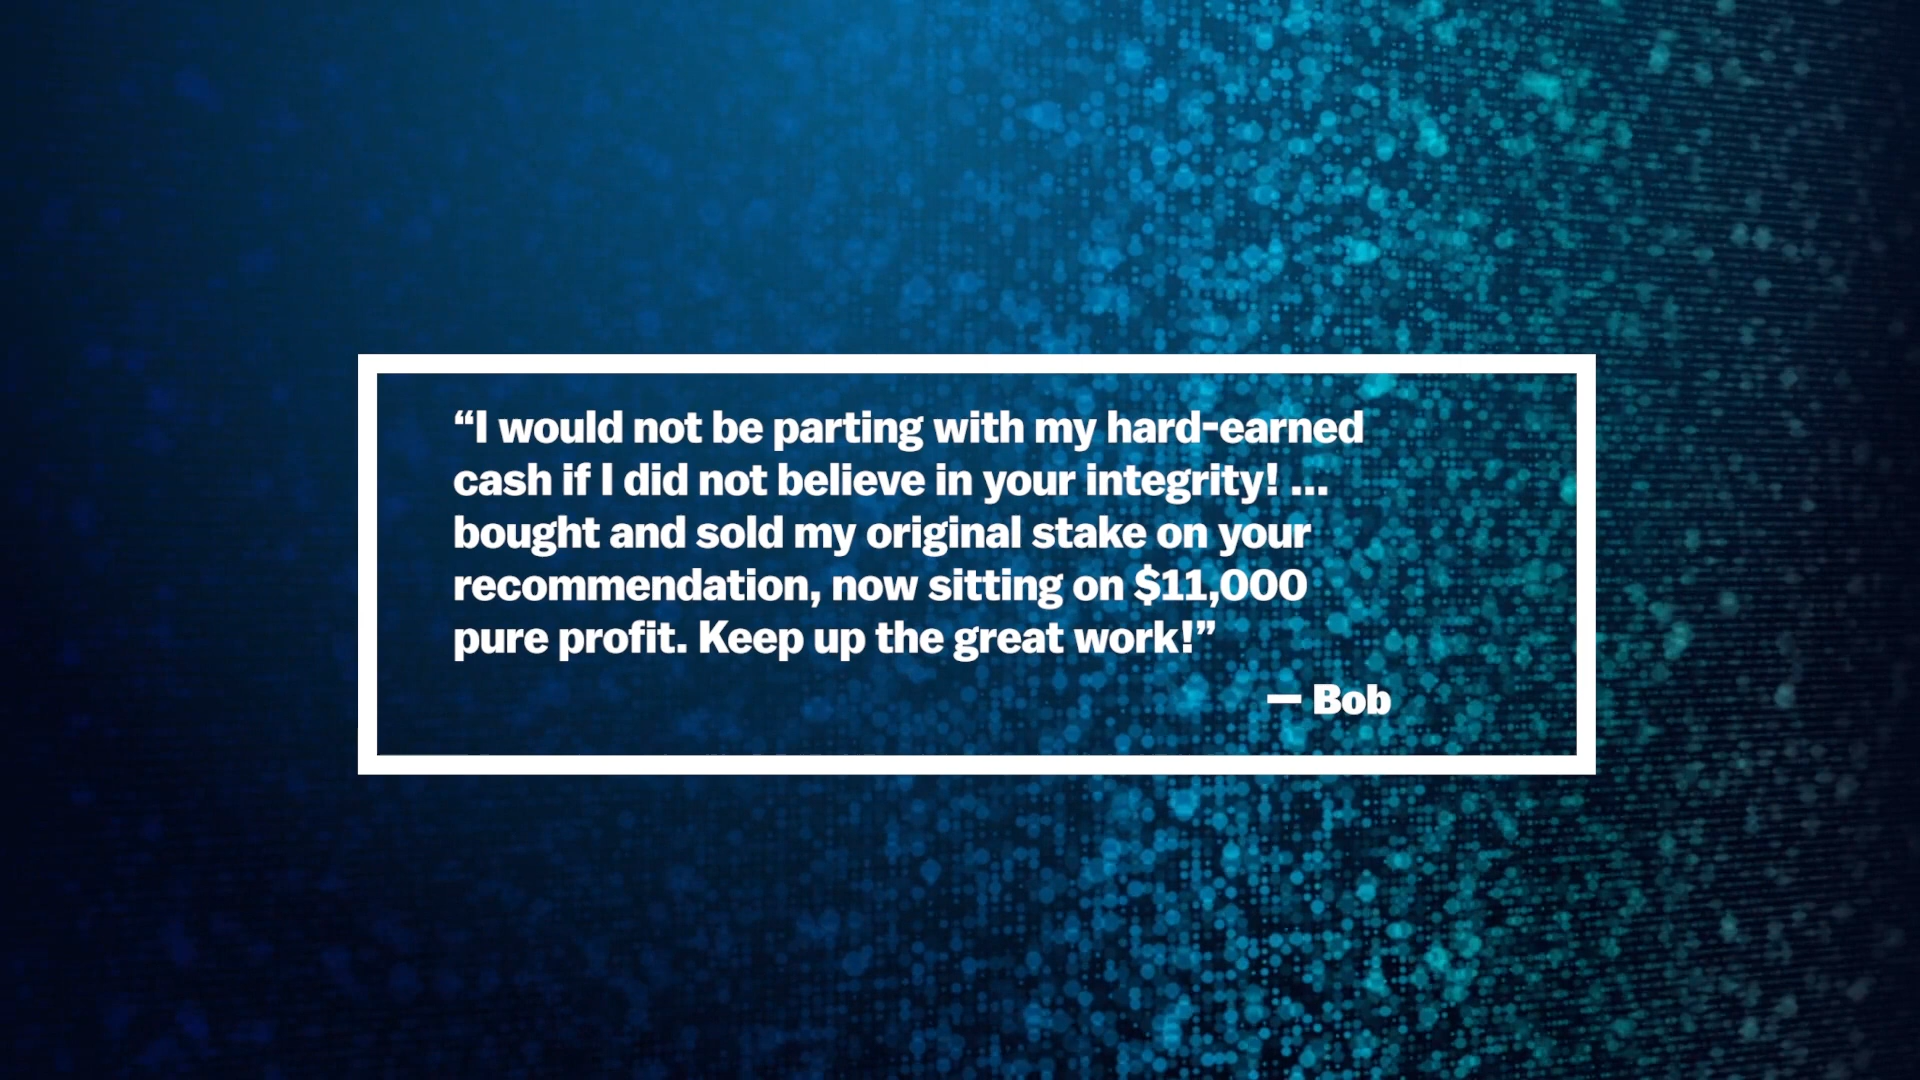 “I would not be parting with my hard-earned
cash if I did not believe in your integrity! ...
bought and sold my original stake on your
recommendation, now sitting on $11,000
pure profit. Keep up the great work!”
— Bob